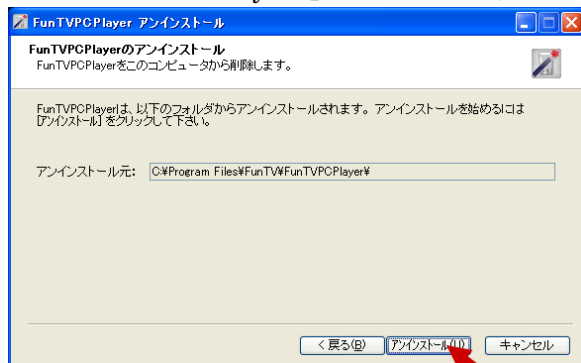 FunTVPCPlayer アンインストール
FunTVPCPlayerのアンインストール
FunTVPCPlayerをこのコンピュータから削除します。
FunTVPCPlayerは、以下のフォルダからアンインストールされます。アンインストールを始めるには
[アンインストール] をクリックして下さい。
アンインストール元: C:¥Program Files¥FunTV¥FunTVPCPlayer¥
< 戻る(B) アンインストール(U) キャンセル